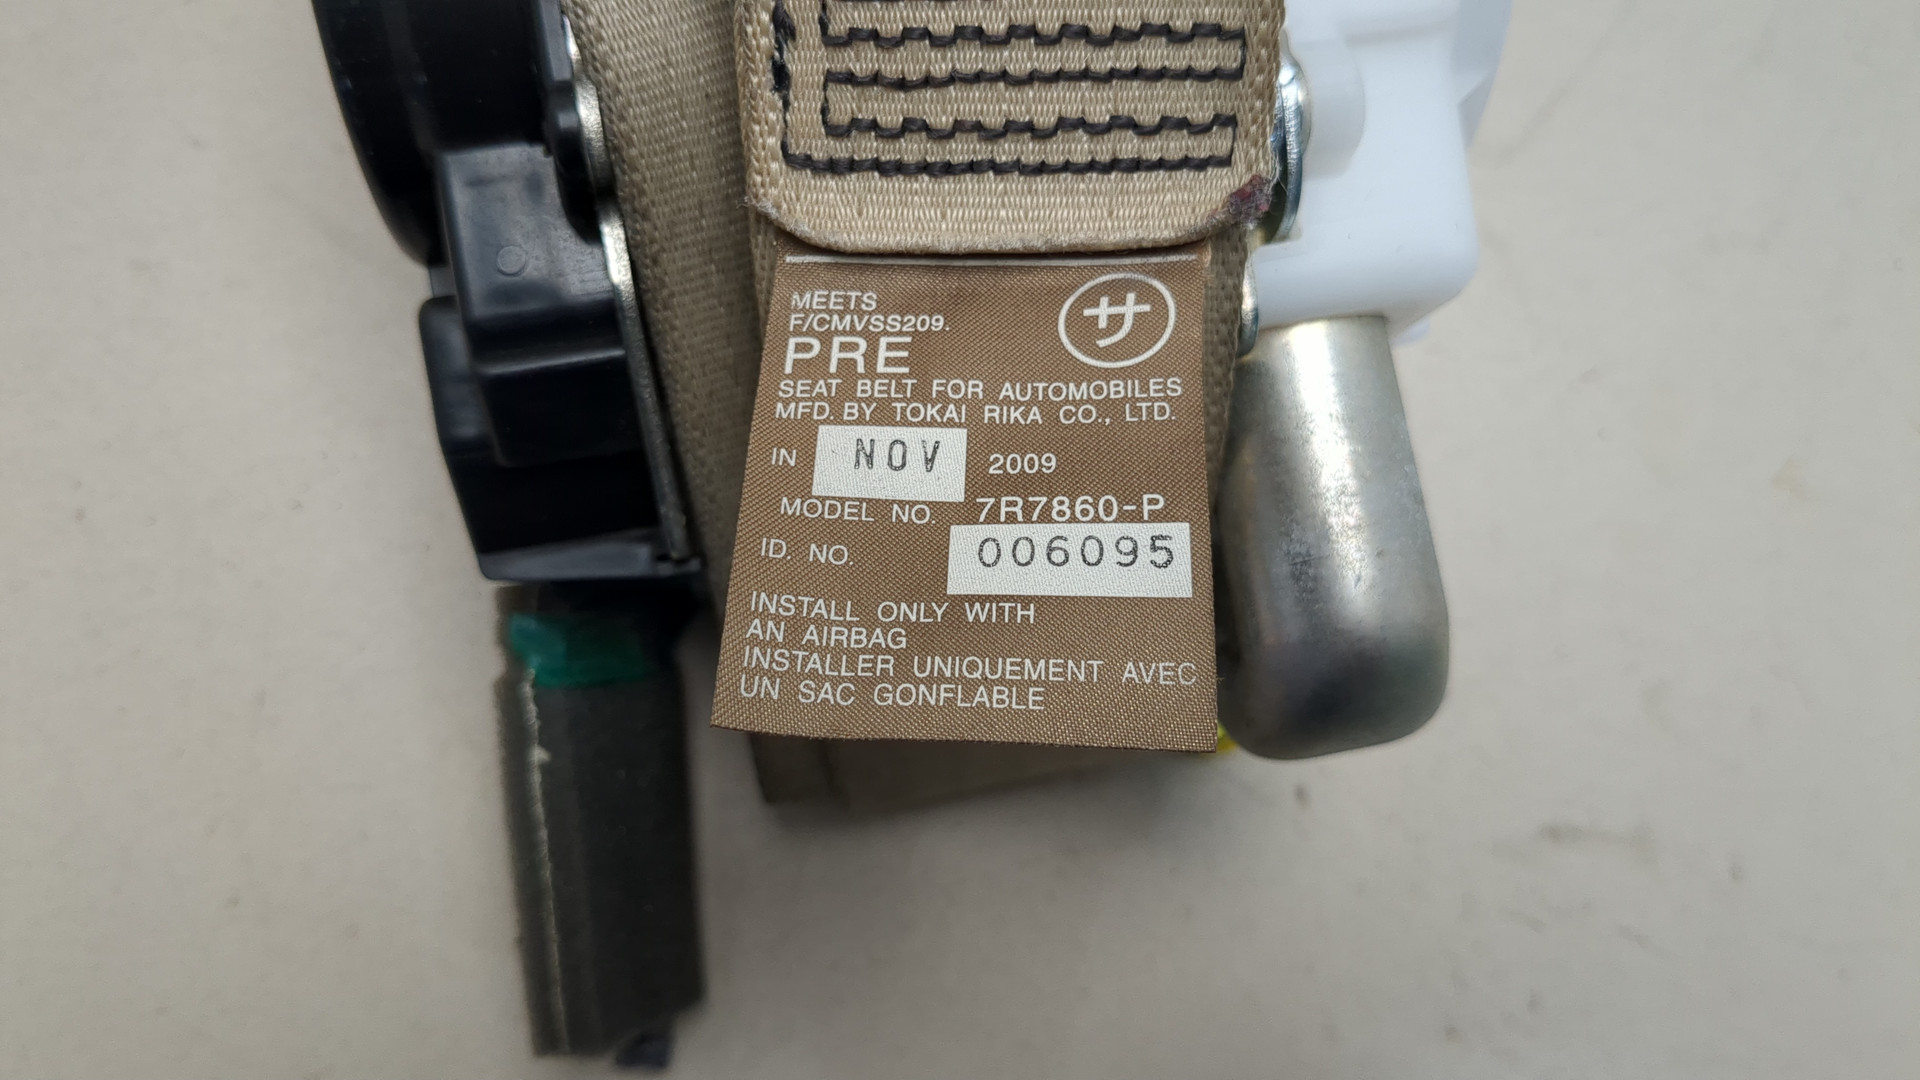 MEETS
F/CMVSS209.
サ
PRE
SEAT BELT FOR AUTOMOBILES
MFD. BY TOKAI RIKA CO., LTD.
IN NOV 2009
MODEL NO. 7R7860-P
ID. NO. 006095
INSTALL ONLY WITH
AN AIRBAG
INSTALLER UNIQUEMENT AVEC
UN SAC GONFLABLE